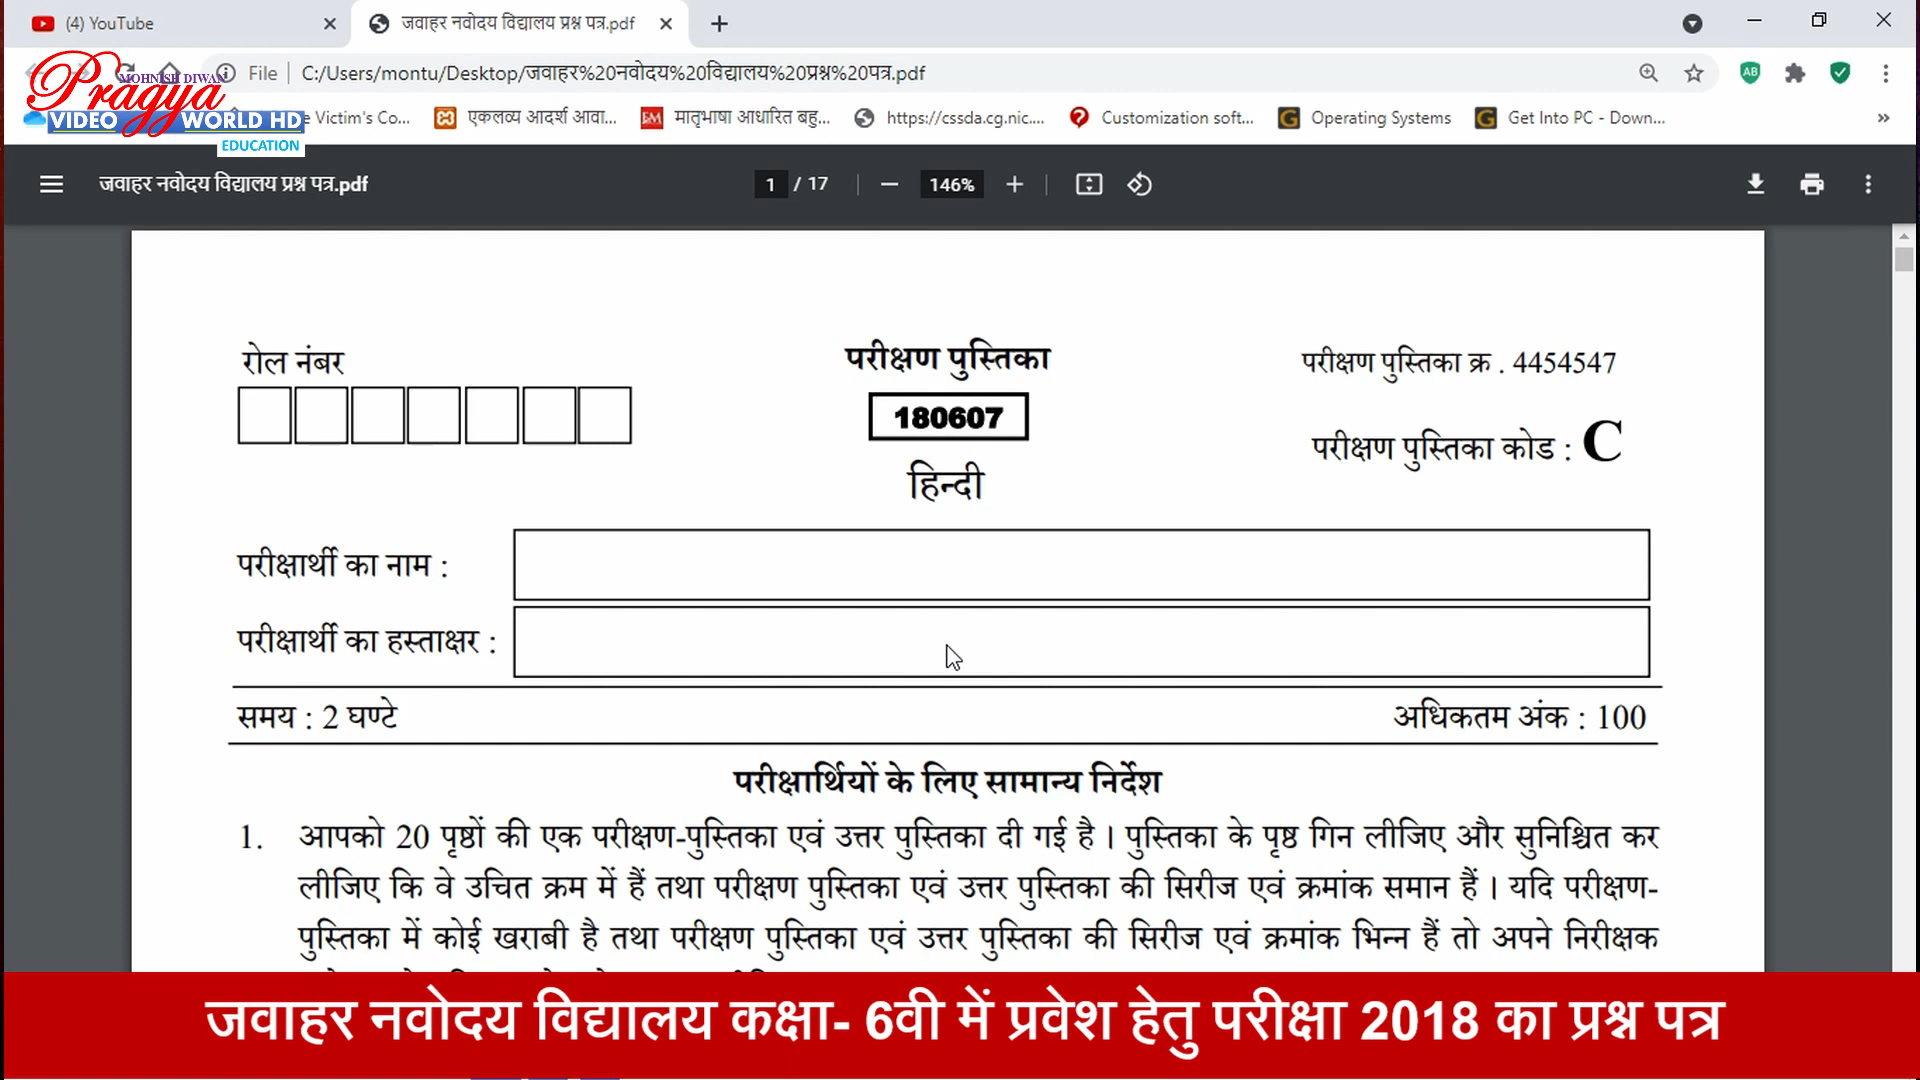 (4) YouTube
जवाहर नवोदय विद्यालय प्रश्न पत्र.pdf
File
C:/Users/montu/Desktop/जवाहर%20नवोदय%20विद्यालय%20प्रश्न%20पत्र.pdf
MOHNISH DIWAN
Pragya
VIDEO WORLD HD
EDUCATION
e Victim's Co...
एकलव्य आदर्श आवा...
मातृभाषा आधारित बहु...
https://cssda.cg.nic....
Customization soft...
Operating Systems
Get Into PC - Down...
»
जवाहर नवोदय विद्यालय प्रश्न पत्र.pdf
1 / 17
146%
रोल नंबर
परीक्षण पुस्तिका
परीक्षण पुस्तिका क्र . 4454547
180607
परीक्षण पुस्तिका कोड : C
हिन्दी
परीक्षार्थी का नाम :
परीक्षार्थी का हस्ताक्षर :
समय : 2 घण्टे
अधिकतम अंक : 100
परीक्षार्थियों के लिए सामान्य निर्देश
1. आपको 20 पृष्ठों की एक परीक्षण-पुस्तिका एवं उत्तर पुस्तिका दी गई है । पुस्तिका के पृष्ठ गिन लीजिए और सुनिश्चित कर
लीजिए कि वे उचित क्रम में हैं तथा परीक्षण पुस्तिका एवं उत्तर पुस्तिका की सिरीज एवं क्रमांक समान हैं । यदि परीक्षण-
पुस्तिका में कोई खराबी है तथा परीक्षण पुस्तिका एवं उत्तर पुस्तिका की सिरीज एवं क्रमांक भिन्न हैं तो अपने निरीक्षक
जवाहर नवोदय विद्यालय कक्षा- 6वी में प्रवेश हेतु परीक्षा 2018 का प्रश्न पत्र